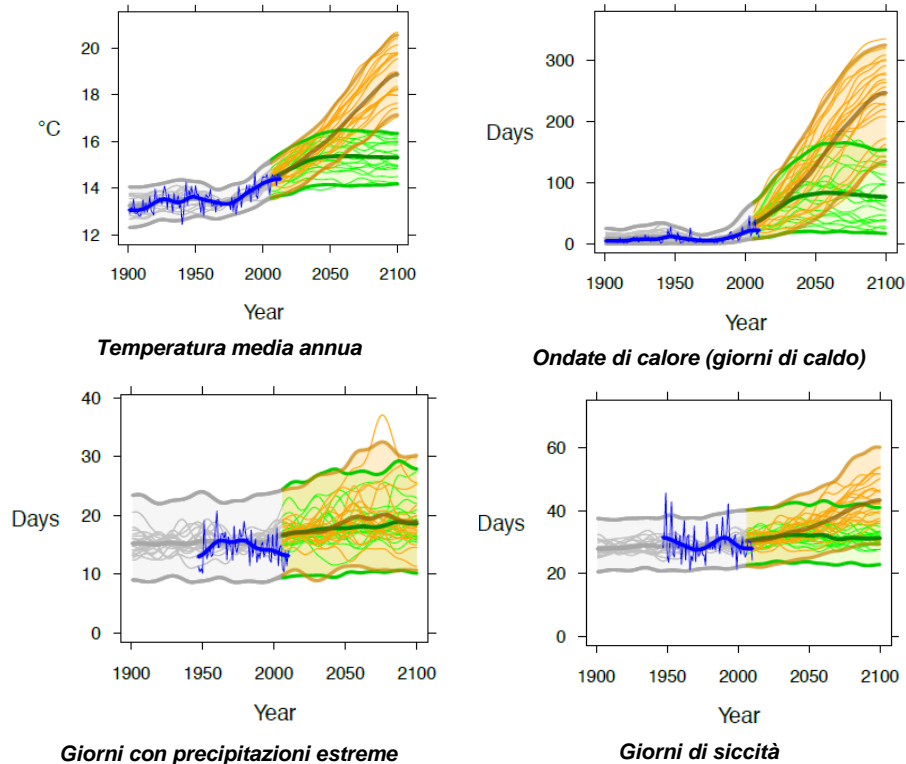 20
18
16
14
12
°C
1900 1950 2000 2050 2100
Year
Temperatura media annua
300
200
100
0
Days
1900 1950 2000 2050 2100
Year
Ondate di calore (giorni di caldo)
40
30
20
10
0
Days
1900 1950 2000 2050 2100
Year
Giorni con precipitazioni estreme
60
40
20
0
Days
1900 1950 2000 2050 2100
Year
Giorni di siccità